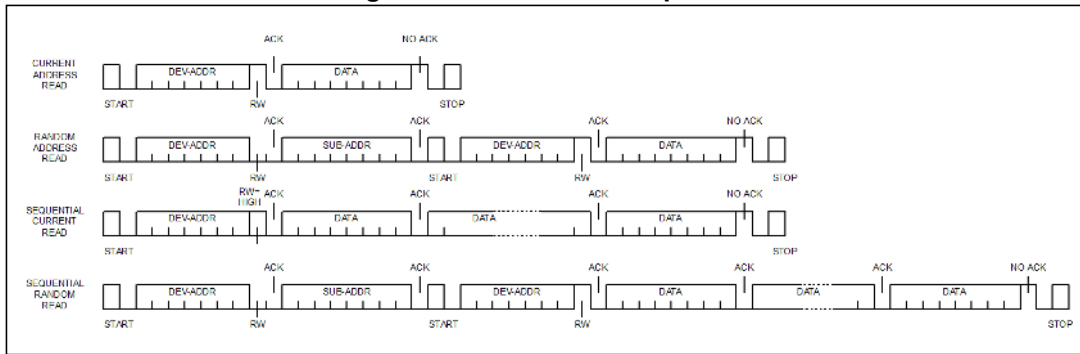 ACK NO ACK
CURRENT
ADDRESS
READ
DEV-ADDR DATA
START RW STOP
ACK ACK ACK NO ACK
RANDOM
ADDRESS
READ
DEV-ADDR SUB-ADDR DEV-ADDR DATA
START RW START RW STOP
RW=
HIGH
ACK ACK ACK NO ACK
SEQUENTIAL
CURRENT
READ
DEV-ADDR DATA DATA DATA
START STOP
ACK ACK ACK ACK ACK NO ACK
SEQUENTIAL
RANDOM
READ
DEV-ADDR SUB-ADDR DEV-ADDR DATA DATA DATA
START RW START RW STOP